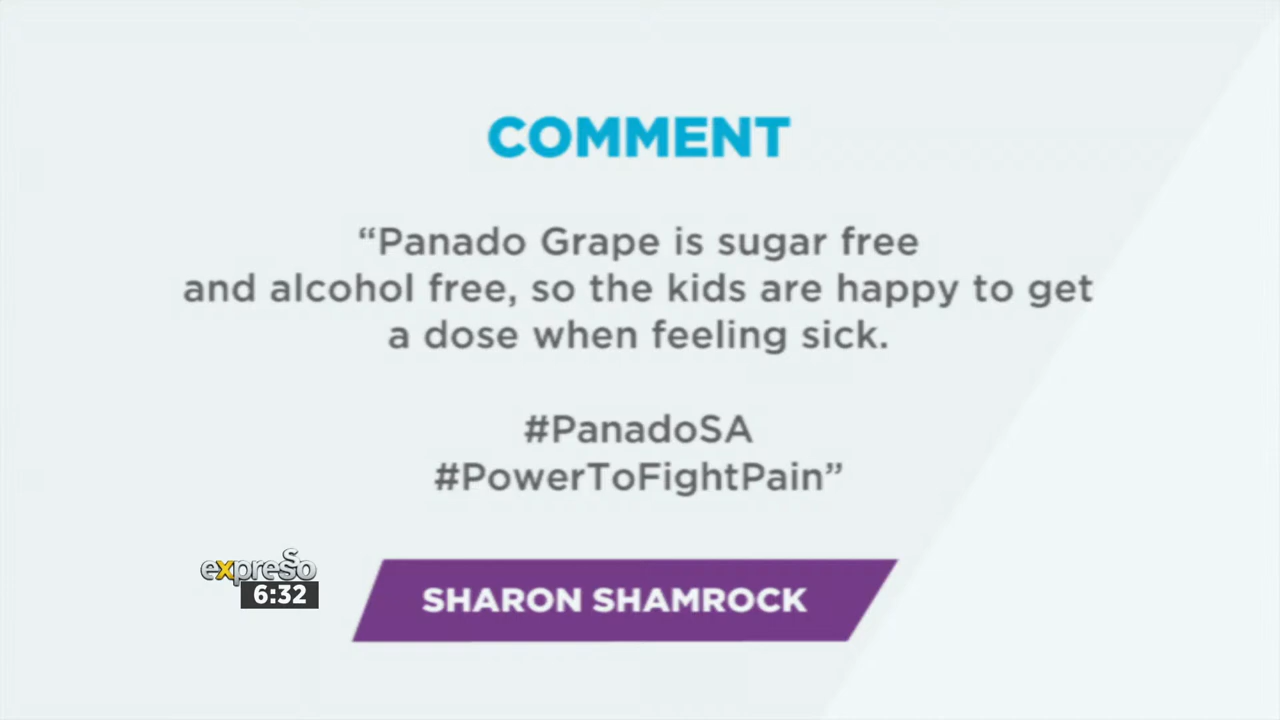 COMMENT
“Panado Grape is sugar free
and alcohol free, so the kids are happy to get
a dose when feeling sick.
#PanadoSA
#PowerToFightPain”
expresso
6:32
SHARON SHAMROCK